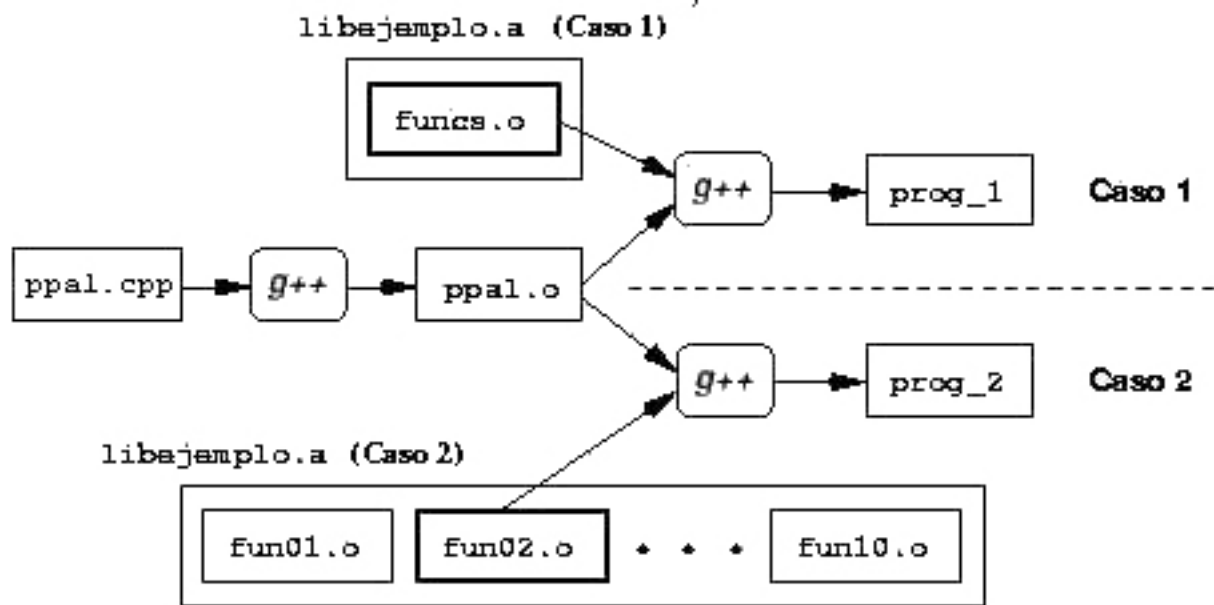 libejemplo.a (Caso 1)
funcs.o
g++
prog_1
Caso 1
ppal.cpp
g++
ppal.o
g++
prog_2
Caso 2
libejemplo.a (Caso 2)
fun01.o
fun02.o
. . .
fun10.o